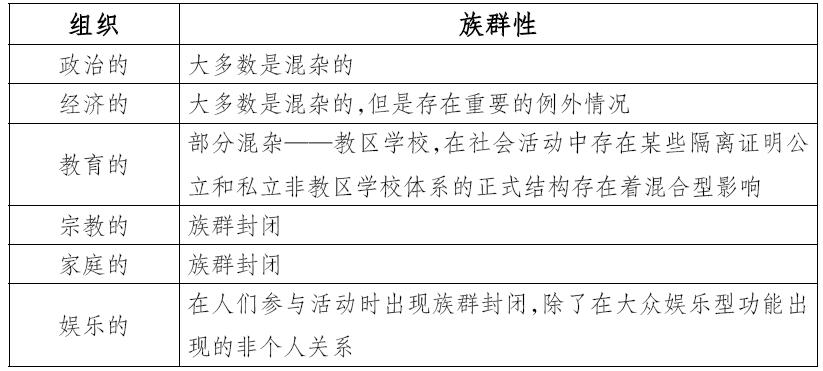 组织 族群性
政治的 大多数是混杂的
经济的 大多数是混杂的,但是存在重要的例外情况
教育的 部分混杂——教区学校,在社会活动中存在某些隔离证明公
立和私立非教区学校体系的正式结构存在着混合型影响
宗教的 族群封闭
家庭的 族群封闭
娱乐的 在人们参与活动时出现族群封闭,除了在大众娱乐型功能出
现的非个人关系